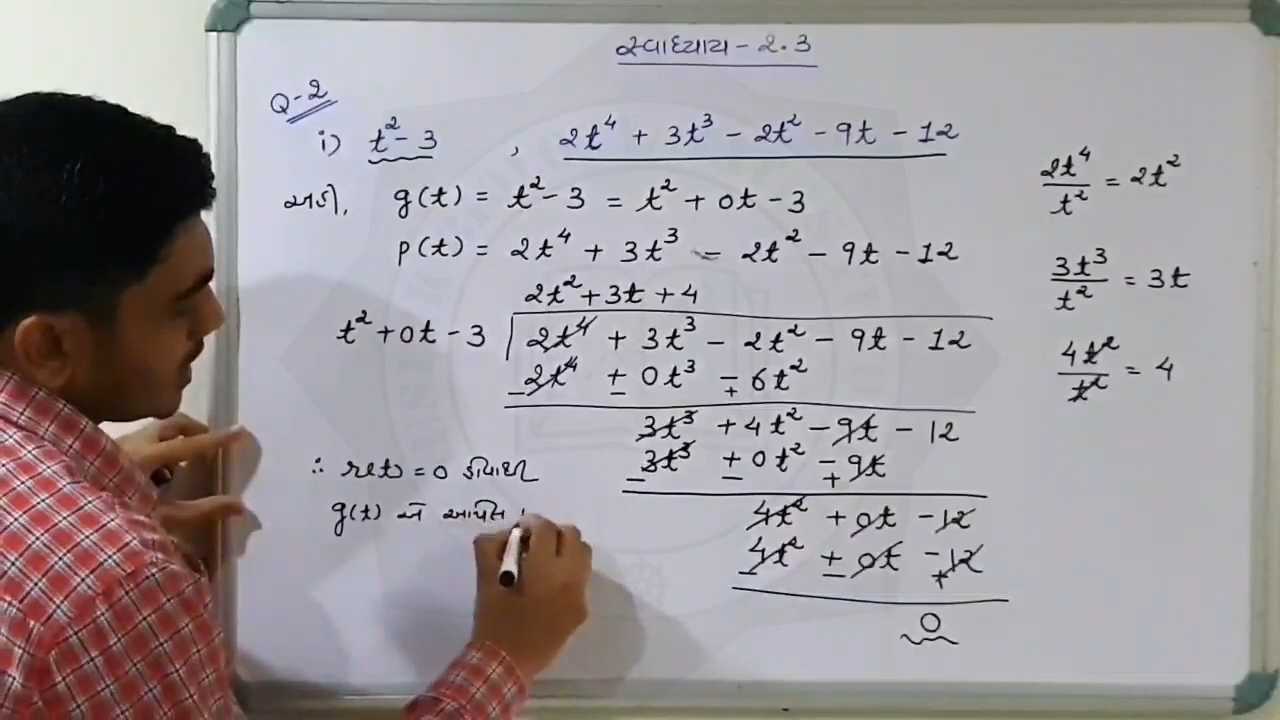 સ્વાધ્યાય - 2.3
Q-2
i) t² - 3 , 2t⁴ + 3t³ - 2t² - 9t - 12
અહીં, g(t) = t² - 3 = t² + 0t - 3
p(t) = 2t⁴ + 3t³ - 2t² - 9t - 12
2t² + 3t + 4
t² + 0t - 3 | 2t⁴ + 3t³ - 2t² - 9t - 12
- 2t⁴ ± 0t³ ∓ 6t²
3t³ + 4t² - 9t - 12
- 3t³ ± 0t² ∓ 9t
4t² + 0t - 12
- 4t² ± 0t ∓ 12
0
∴ r(t) = 0 હોવાથી
g(t) એ આપેલ
2t⁴/t² = 2t²
3t³/t² = 3t
4t²/t² = 4